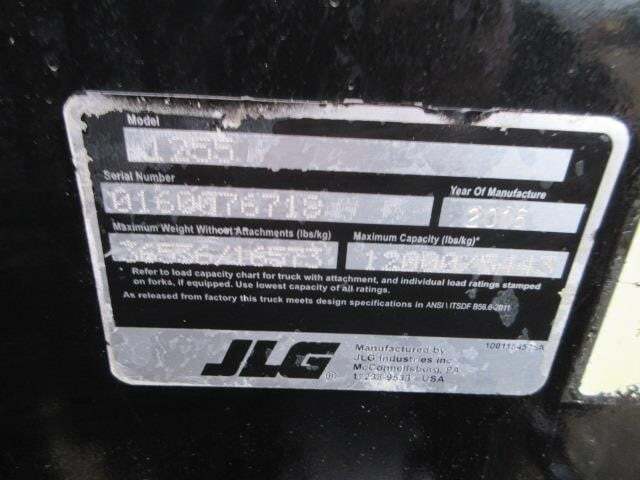 Model
1255
Serial Number
Year Of Manufacture
0160076718
2016
Maximum Weight Without Attachments (lbs/kg)
Maximum Capacity (lbs/kg)*
36536/16573
12000/5443
Refer to load capacity chart for truck with attachment, and individual load ratings stamped
on forks, if equipped. Use lowest capacity of all ratings.
As released from factory this truck meets design specifications in ANSI \ ITSDF B56.6-2011
JLG®
Manufactured by
JLG Industries inc.
McConnellsburg, PA
17233-9533 - USA